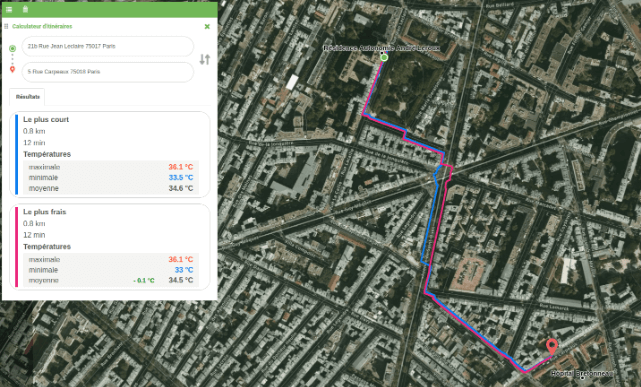 Calculateur d'itinéraires
21b Rue Jean Leclaire 75017 Paris
5 Rue Carpeaux 75018 Paris
Résultats
Le plus court
0.8 km
12 min
Températures
maximale 36.1 °C
minimale 33.5 °C
moyenne 34.6 °C
Le plus frais
0.8 km
12 min
Températures
maximale 36.1 °C
minimale 33 °C
moyenne - 0.1 °C 34.5 °C
Résidence Autonomie André Leroux
Hôpital Bretonneau